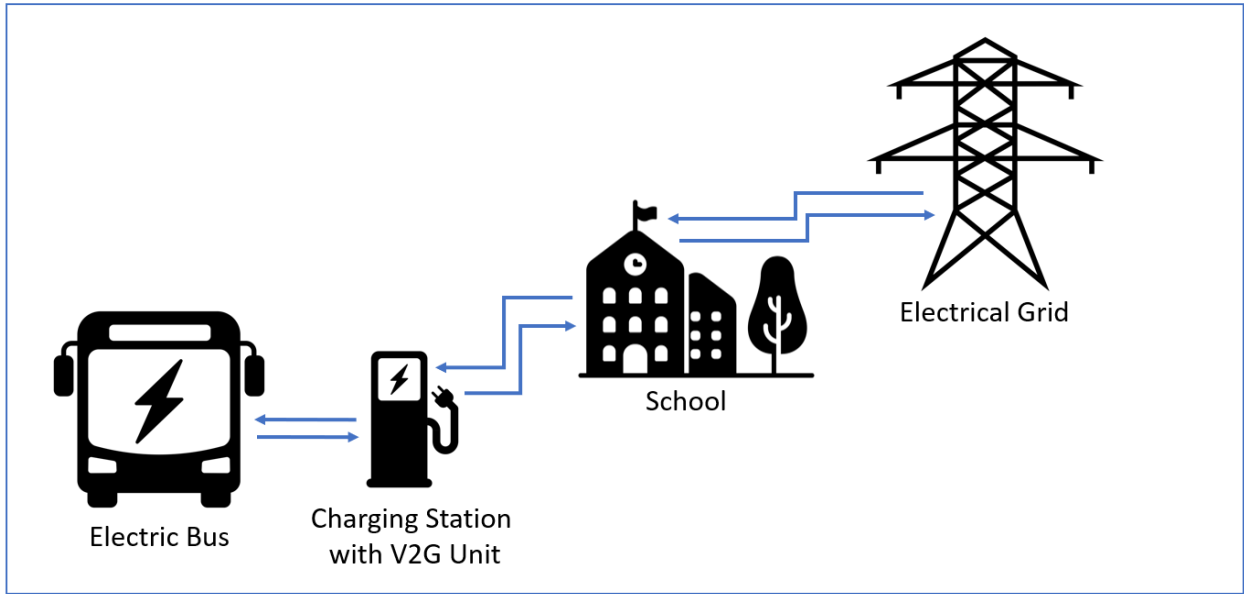 Electrical Grid
School
Charging Station
with V2G Unit
Electric Bus